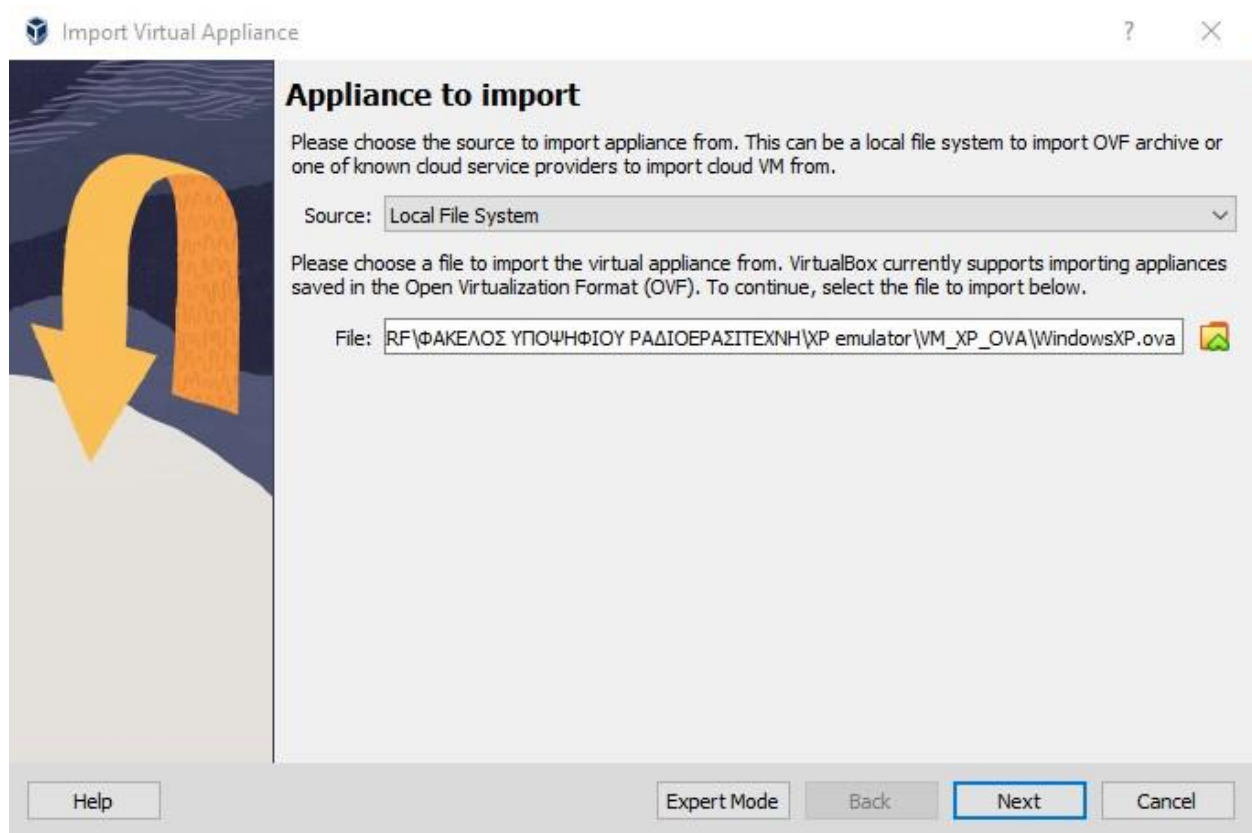 Import Virtual Appliance
?
Appliance to import
Please choose the source to import appliance from. This can be a local file system to import OVF archive or
one of known cloud service providers to import cloud VM from.
Source: Local File System
Please choose a file to import the virtual appliance from. VirtualBox currently supports importing appliances
saved in the Open Virtualization Format (OVF). To continue, select the file to import below.
File: RF\ΦΑΚΕΛΟΣ ΥΠΟΨΗΦΙΟΥ ΡΑΔΙΟΕΡΑΣΙΤΕΧΝΗ\XP emulator\VM_XP_OVA\WindowsXP.ova
Help Expert Mode Back Next Cancel